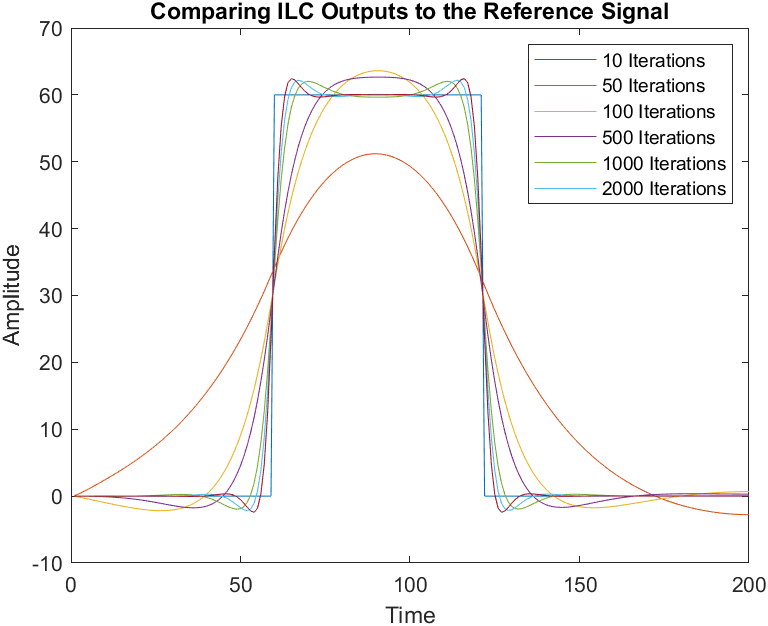 Comparing ILC Outputs to the Reference Signal
70
60
50
40
30
20
10
0
-10
Amplitude
10 Iterations
50 Iterations
100 Iterations
500 Iterations
1000 Iterations
2000 Iterations
0 50 100 150 200
Time